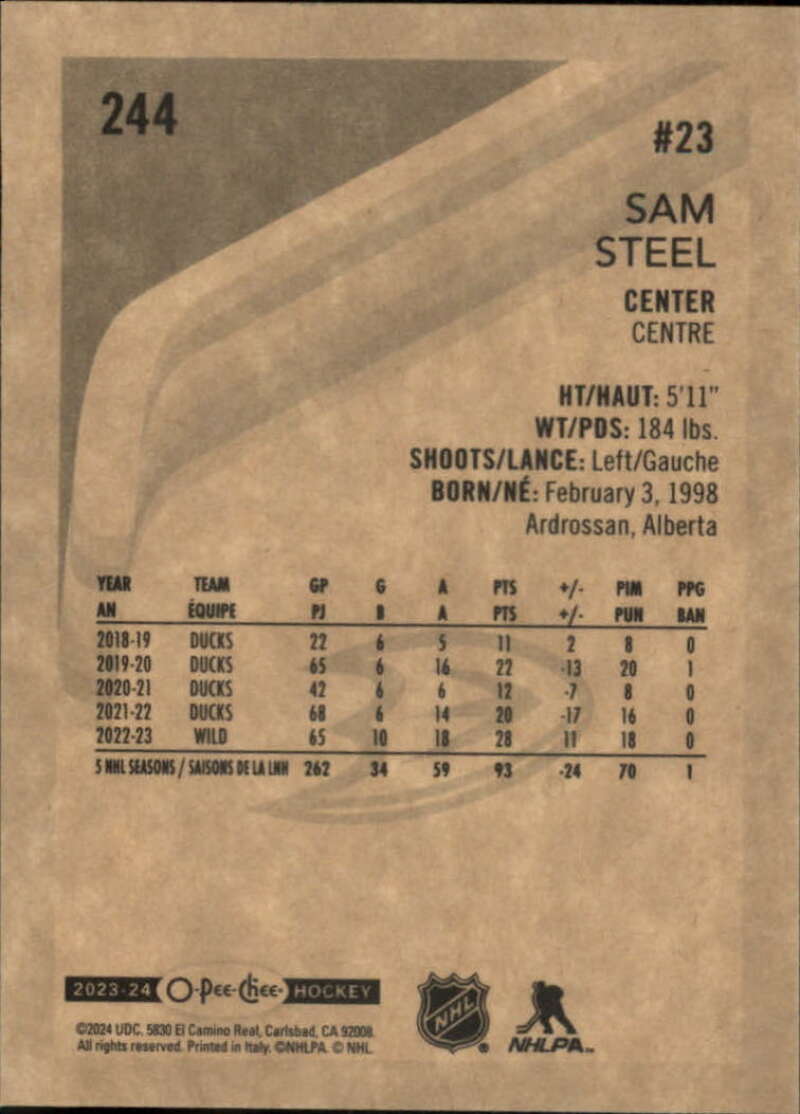 244
#23
SAM
STEEL
CENTER
CENTRE
HT/HAUT: 5'11"
WT/PDS: 184 lbs.
SHOOTS/LANCE: Left/Gauche
BORN/NÉ: February 3, 1998
Ardrossan, Alberta
YEAR TEAM GP G A PTS +/- PIM PPG
AN ÉQUIPE PJ B A PTS +/- PUN BAN
2018-19 DUCKS 22 6 5 11 2 8 0
2019-20 DUCKS 65 6 16 22 -13 20 1
2020-21 DUCKS 42 6 6 12 -7 8 0
2021-22 DUCKS 68 6 14 20 -17 16 0
2022-23 WILD 65 10 18 28 11 18 0
5 NHL SEASONS / SAISONS DE LA LNH 262 34 59 93 -24 70 1
2023-24 O-Pee-Chee HOCKEY
©2024 UDC, 5830 El Camino Real, Carlsbad, CA 92008.
All rights reserved. Printed in Italy. ©NHLPA. © NHL.
NHL
NHLPA™